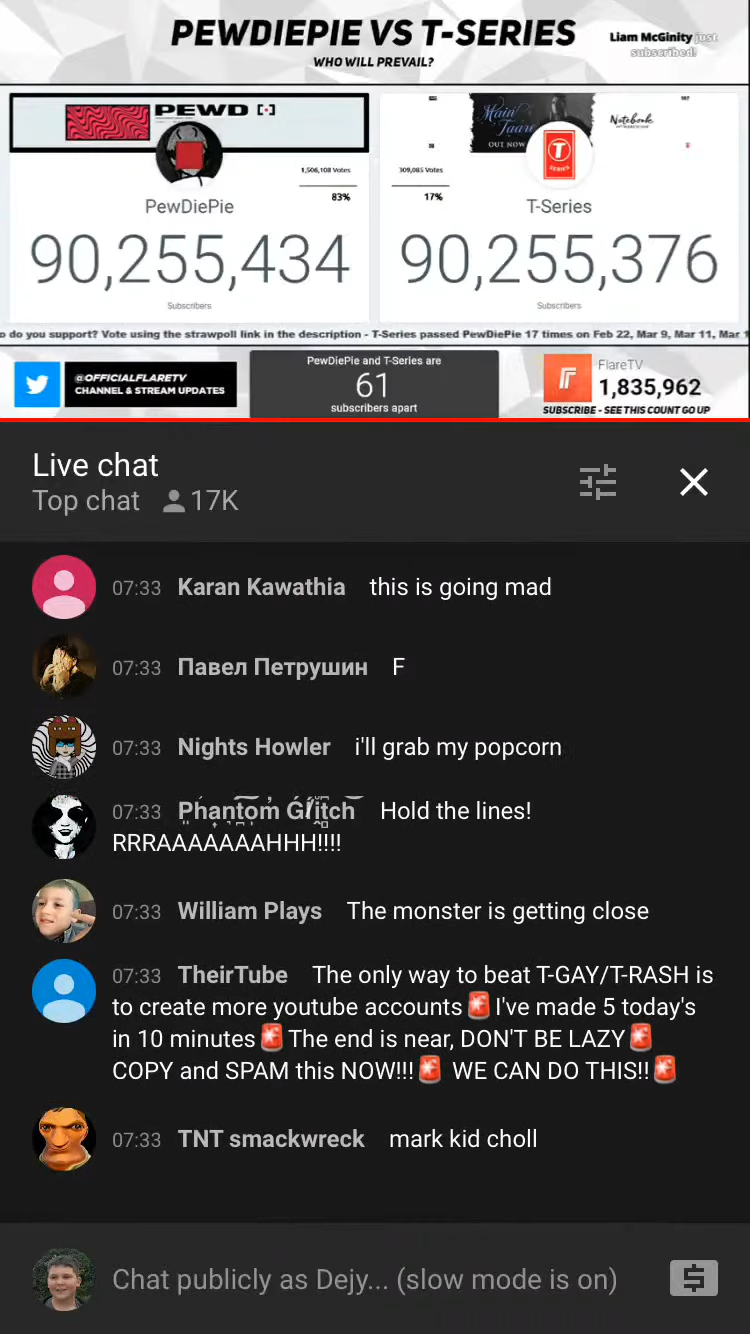 PEWDIEPIE VS T-SERIES
WHO WILL PREVAIL?
Liam McGinity just
subscribed!
PEWD
1,506,108 Votes
83%
PewDiePie
90,255,434
Subscribers
Main
Taare
OUT NOW
Notebook
309,085 Votes
17%
T
SERIES
T-Series
90,255,376
Subscribers
o do you support? Vote using the strawpoll link in the description - T-Series passed PewDiePie 17 times on Feb 22, Mar 9, Mar 11, Mar 1
@OFFICIALFLARETV
CHANNEL & STREAM UPDATES
PewDiePie and T-Series are
61
subscribers apart
FlareTV
1,835,962
SUBSCRIBE - SEE THIS COUNT GO UP
Live chat
Top chat 17K
07:33 Karan Kawathia this is going mad
07:33 Павел Петрушин F
07:33 Nights Howler i'll grab my popcorn
07:33 Phantom Glitch Hold the lines!
RRRAAAAAAAHHH!!!!
07:33 William Plays The monster is getting close
07:33 TheirTube The only way to beat T-GAY/T-RASH is
to create more youtube accounts🚨I've made 5 today's
in 10 minutes🚨The end is near, DON'T BE LAZY🚨
COPY and SPAM this NOW!!!🚨 WE CAN DO THIS!!🚨
07:33 TNT smackwreck mark kid choll
Chat publicly as Dejy... (slow mode is on)